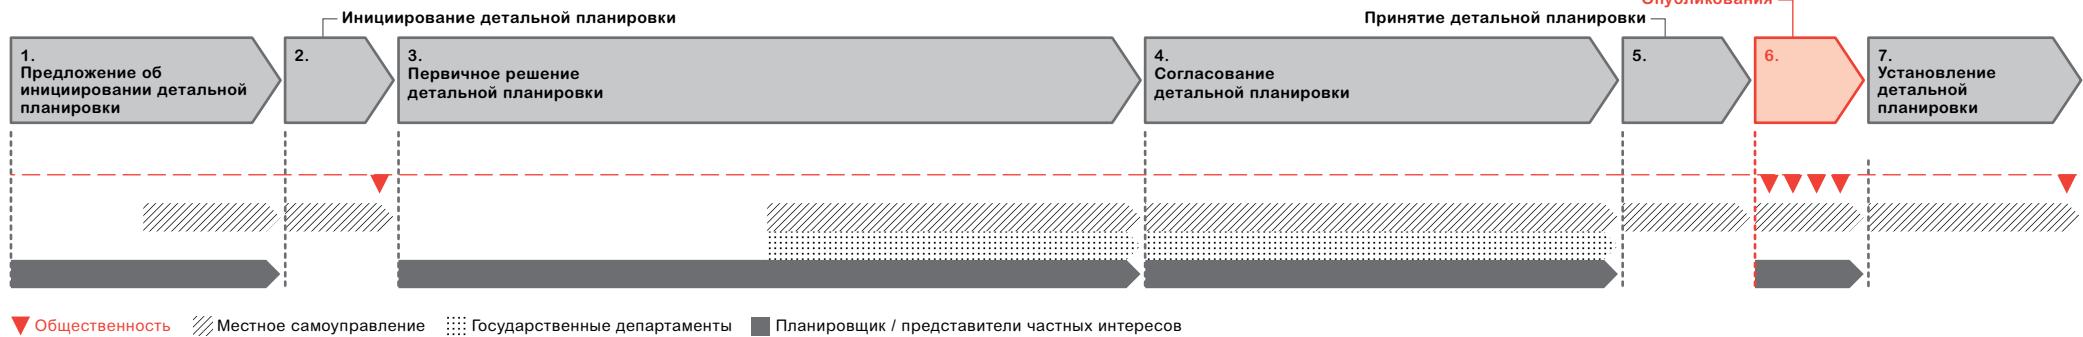 Опубликования
Инициирование детальной планировки
Принятие детальной планировки
1.
Предложение об
инициировании детальной
планировки
2.
3.
Первичное решение
детальной планировки
4.
Согласование
детальной планировки
5.
6.
7.
Установление
детальной
планировки
Общественность
Местное самоуправление
Государственные департаменты
Планировщик / представители частных интересов